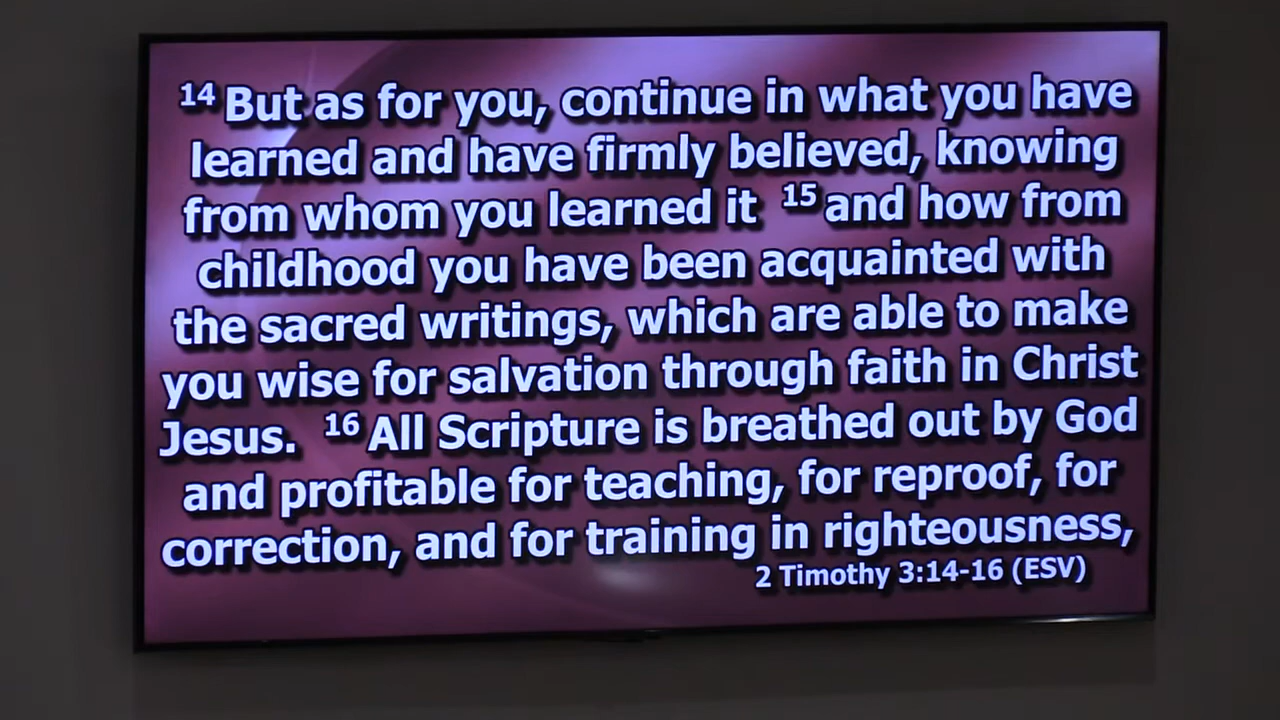 14 But as for you, continue in what you have
learned and have firmly believed, knowing
from whom you learned it 15 and how from
childhood you have been acquainted with
the sacred writings, which are able to make
you wise for salvation through faith in Christ
Jesus. 16 All Scripture is breathed out by God
and profitable for teaching, for reproof, for
correction, and for training in righteousness,
2 Timothy 3:14-16 (ESV)